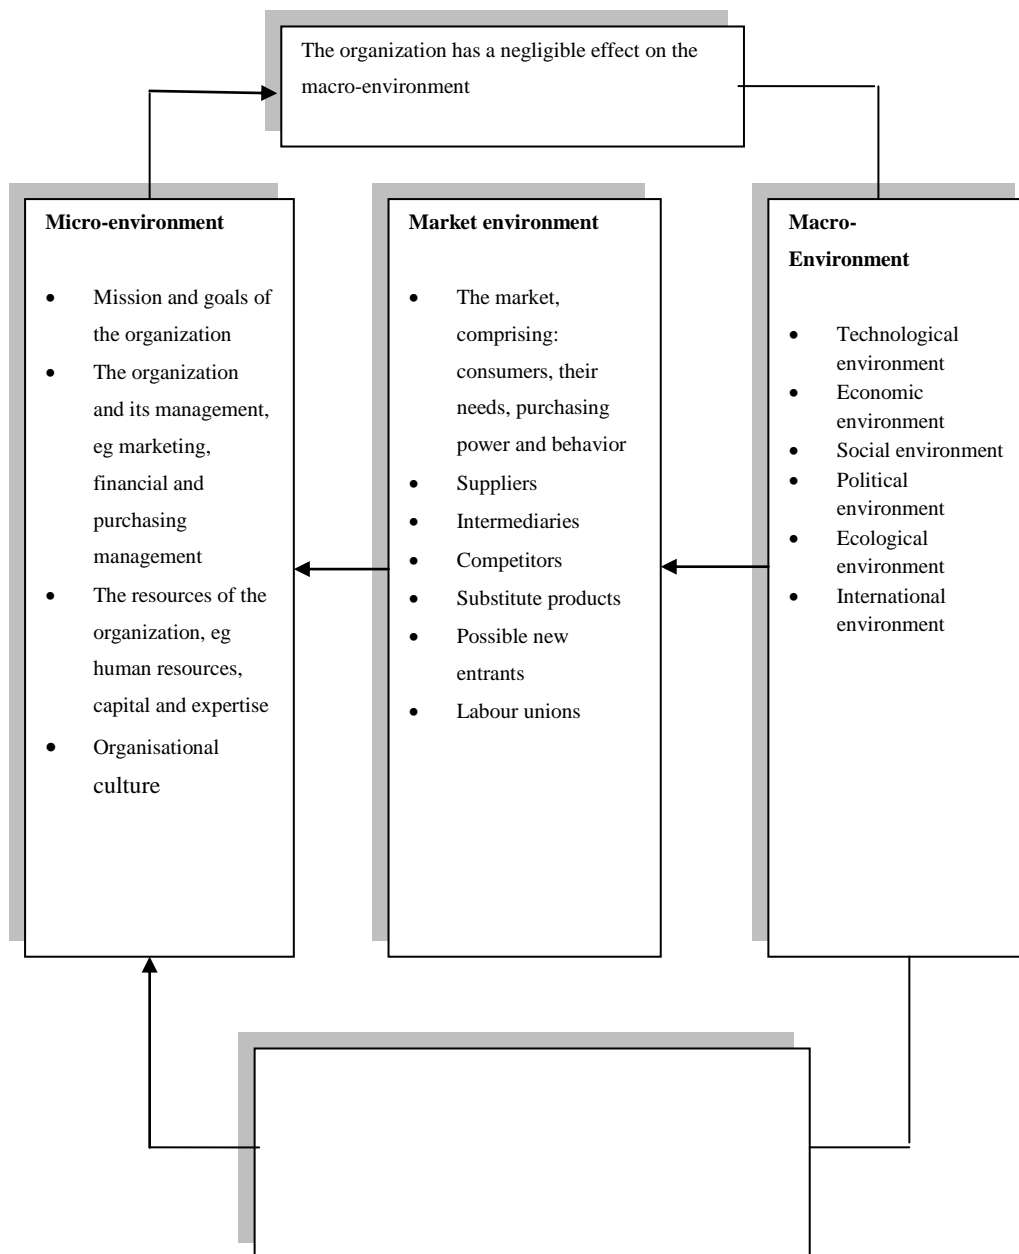 The organization has a negligible effect on the
macro-environment
Micro-environment
• Mission and goals of
the organization
• The organization
and its management,
eg marketing,
financial and
purchasing
management
• The resources of the
organization, eg
human resources,
capital and expertise
• Organisational
culture
Market environment
• The market,
comprising:
consumers, their
needs, purchasing
power and behavior
• Suppliers
• Intermediaries
• Competitors
• Substitute products
• Possible new
entrants
• Labour unions
Macro-
Environment
• Technological
environment
• Economic
environment
• Social environment
• Political
environment
• Ecological
environment
• International
environment